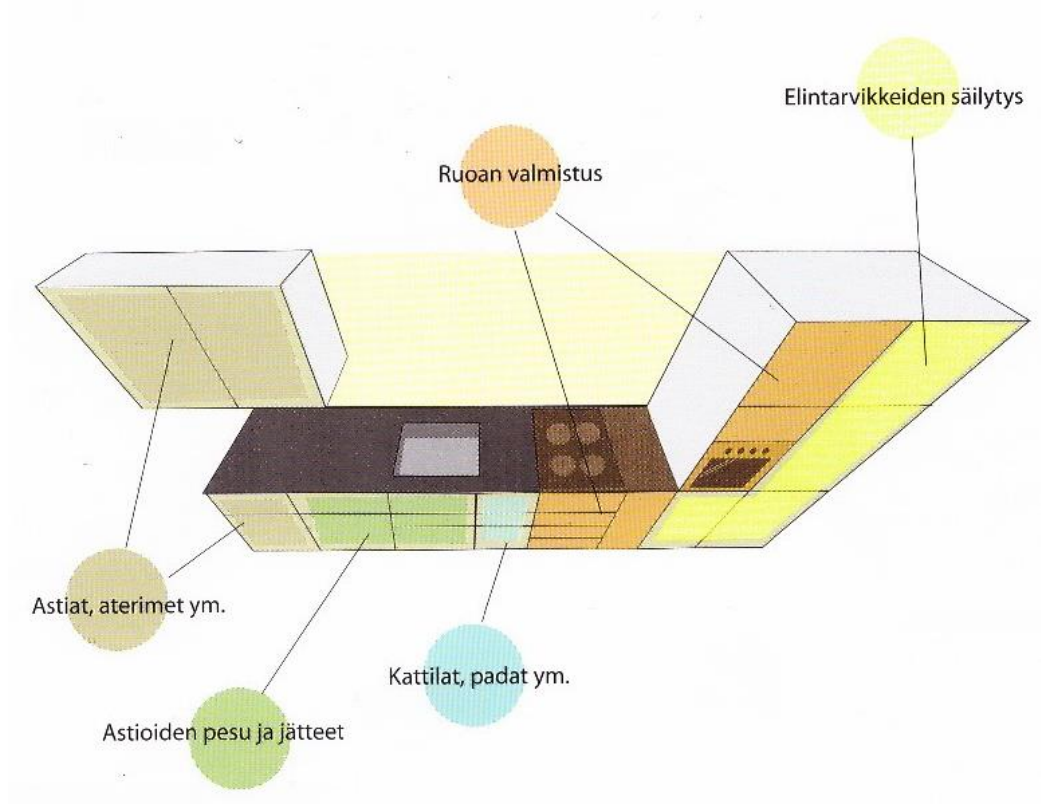 Elintarvikkeiden säilytys
Ruoan valmistus
Astiat, aterimet ym.
Kattilat, padat ym.
Astioiden pesu ja jätteet